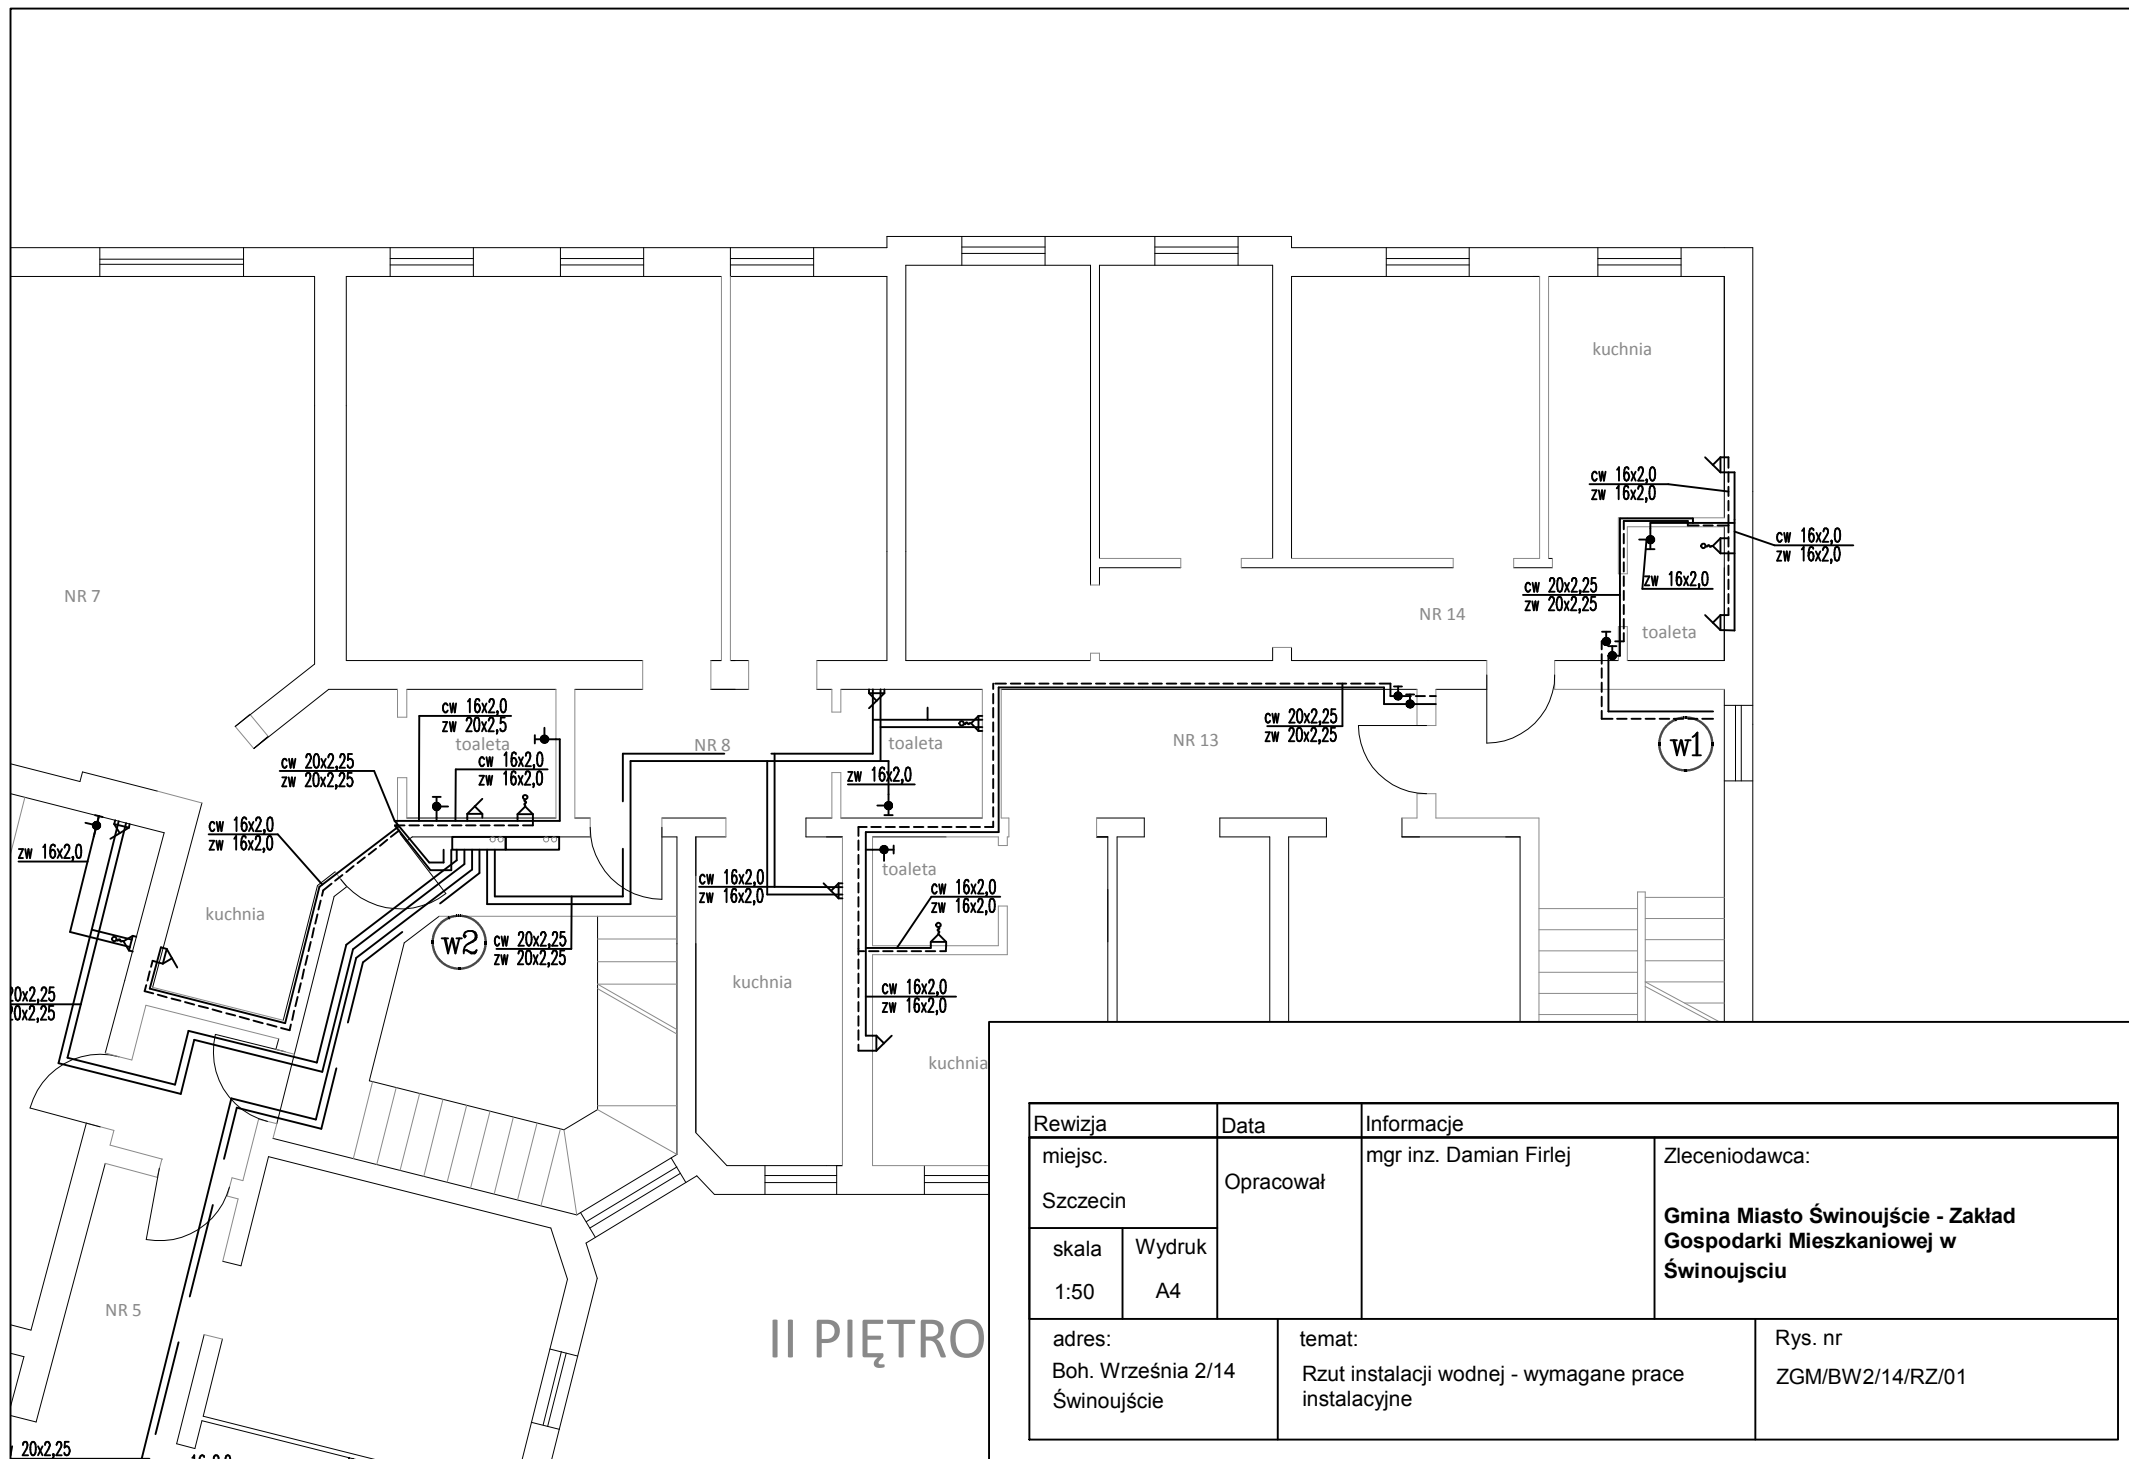 kuchnia
cw 16x2,0
zw 16x2,0
cw 16x2,0
zw 16x2,0
cw 20x2,25
zw 20x2,25
zw 16x2,0
NR 7
NR 14
toaleta
cw 16x2,0
zw 20x2,5
toaleta
cw 16x2,0
zw 16x2,0
cw 20x2,25
zw 20x2,25
NR 8
toaleta
zw 16x2,0
cw 20x2,25
zw 20x2,25
NR 13
w1
cw 16x2,0
zw 16x2,0
zw 16x2,0
kuchnia
w2
cw 20x2,25
zw 20x2,25
cw 16x2,0
zw 16x2,0
toaleta
cw 16x2,0
zw 16x2,0
kuchnia
cw 16x2,0
zw 16x2,0
kuchnia
20x2,25
20x2,25
NR 5
20x2,25
II PIĘTRO
Rewizja
Data
Informacje
miejsc.
Szczecin
Opracował
mgr inz. Damian Firlej
Zleceniodawca:
Gmina Miasto Świnoujście - Zakład
Gospodarki Mieszkaniowej w
Świnoujsciu
skala
1:50
Wydruk
A4
adres:
Boh. Września 2/14
Świnoujście
temat:
Rzut instalacji wodnej - wymagane prace
instalacyjne
Rys. nr
ZGM/BW2/14/RZ/01